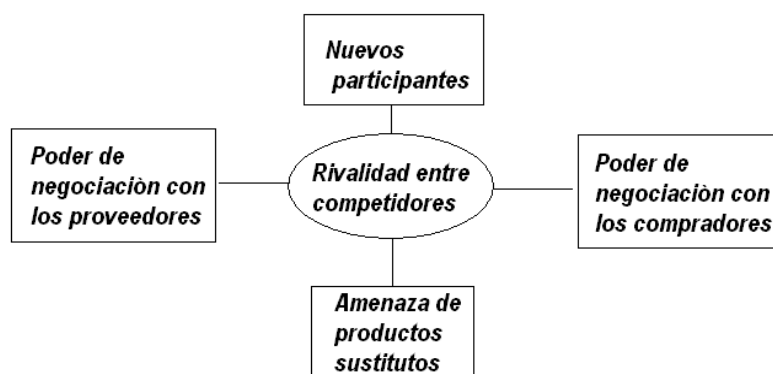 Nuevos
participantes
Poder de
negociaciòn con
los proveedores
Rivalidad entre
competidores
Poder de
negociaciòn con
los compradores
Amenaza de
productos
sustitutos